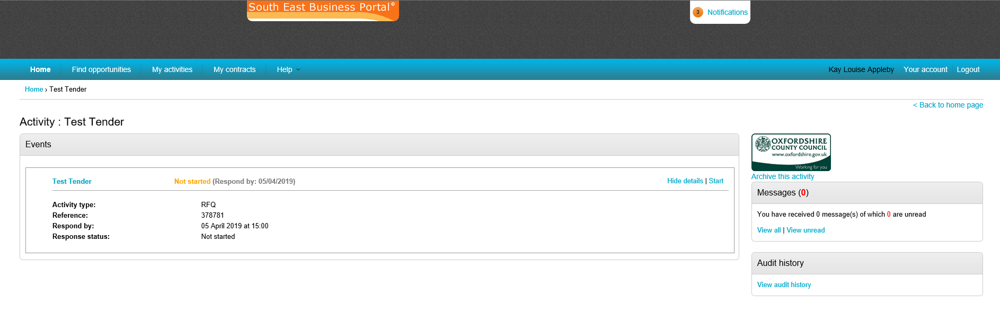 South East Business Portal©
3 Notifications
Home Find opportunities My activities My contracts Help Kay Louise Appleby Your account Logout
Home › Test Tender
< Back to home page
Activity : Test Tender
Events
Test Tender Not started (Respond by: 05/04/2019) Hide details | Start
Activity type: RFQ
Reference: 378781
Respond by: 05 April 2019 at 15:00
Response status: Not started
OXFORDSHIRE
COUNTY COUNCIL
www.oxfordshire.gov.uk
Working for you
Archive this activity
Messages (0)
You have received 0 message(s) of which 0 are unread
View all | View unread
Audit history
View audit history